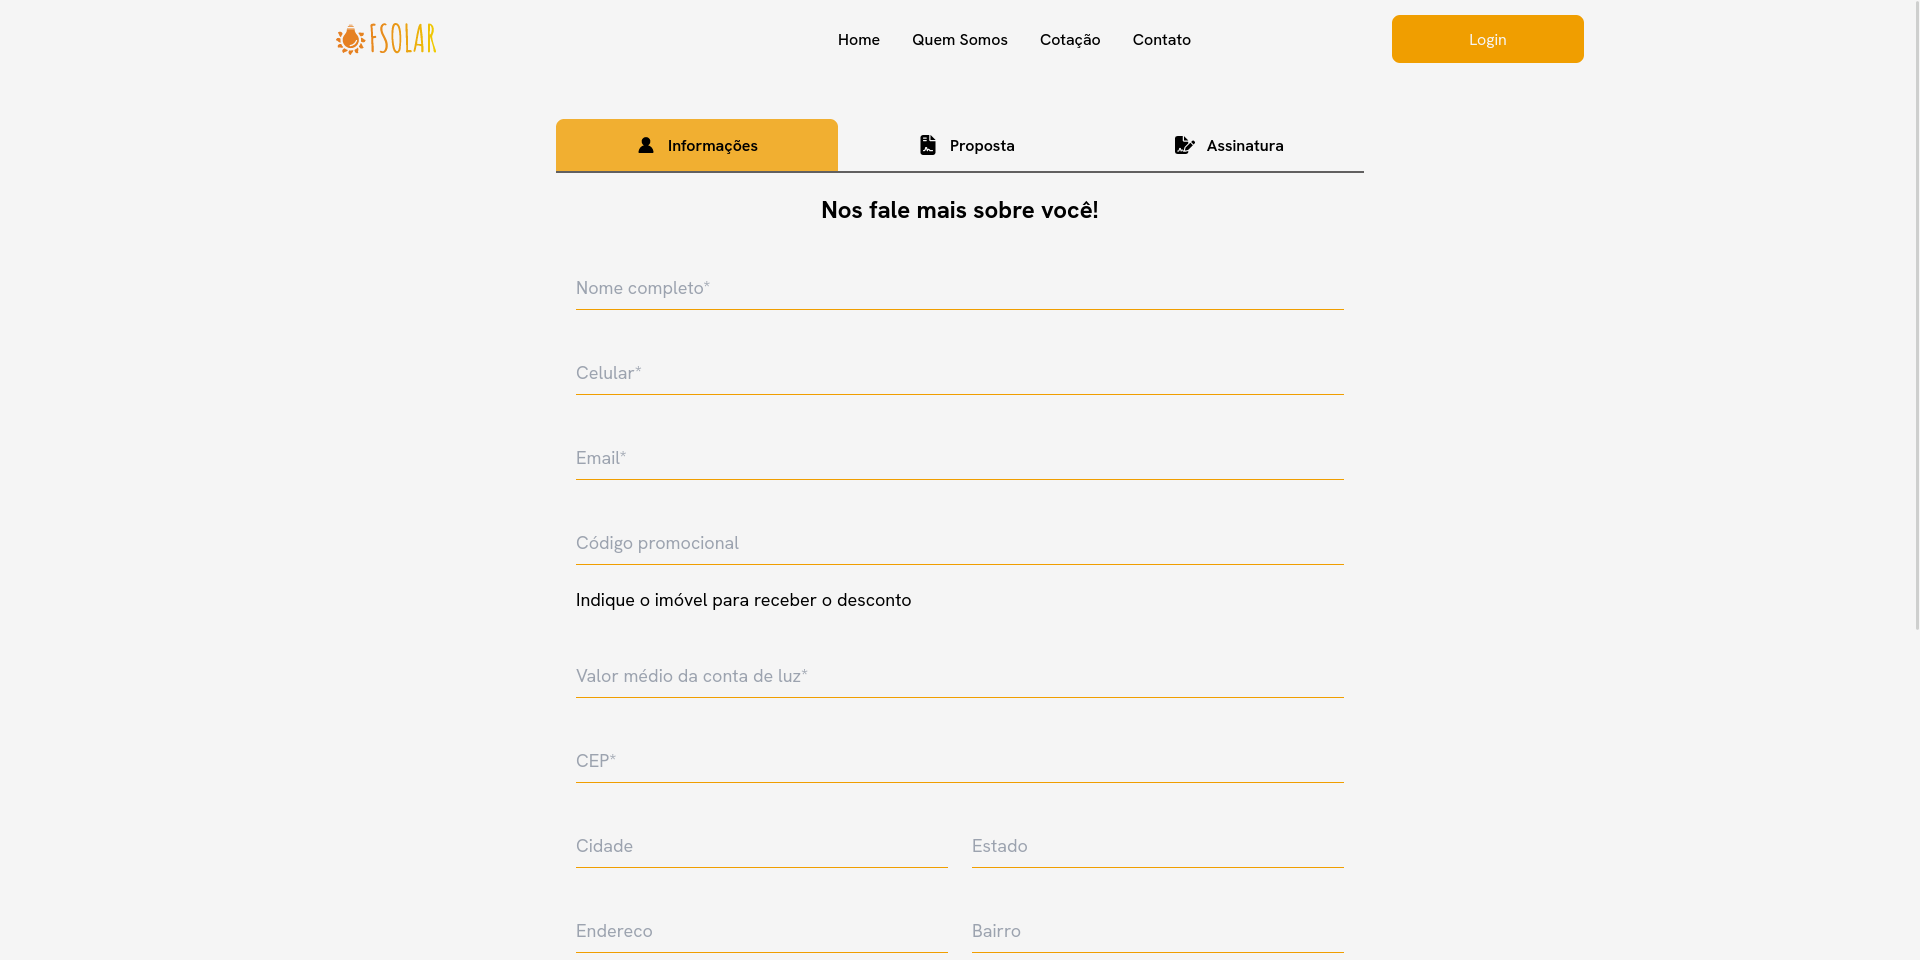 FSOLAR
Home Quem Somos Cotação Contato
Login
Informações Proposta Assinatura
Nos fale mais sobre você!
Nome completo*
Celular*
Email*
Código promocional
Indique o imóvel para receber o desconto
Valor médio da conta de luz*
CEP*
Cidade Estado
Endereco Bairro